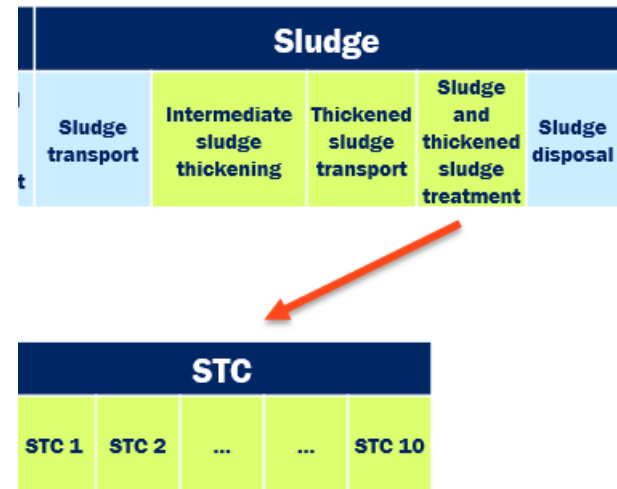 Sludge
Sludge
transport
Intermediate
sludge
thickening
Thickened
sludge
transport
Sludge
and
thickened
sludge
treatment
Sludge
disposal
STC
STC 1
STC 2
...
...
STC 10